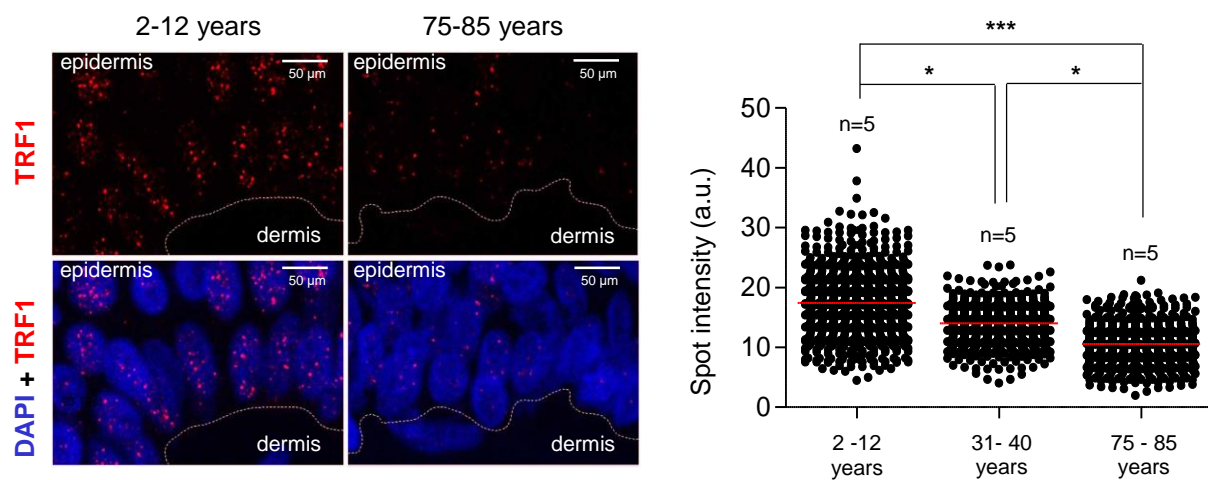 2-12 years
75-85 years
TRF1
epidermis
50 µm
dermis
epidermis
50 µm
dermis
DAPI + TRF1
epidermis
50 µm
dermis
epidermis
50 µm
dermis
***
*
*
Spot intensity (a.u.)
50
40
30
20
10
0
n=5
n=5
n=5
2 -12
years
31- 40
years
75 - 85
years